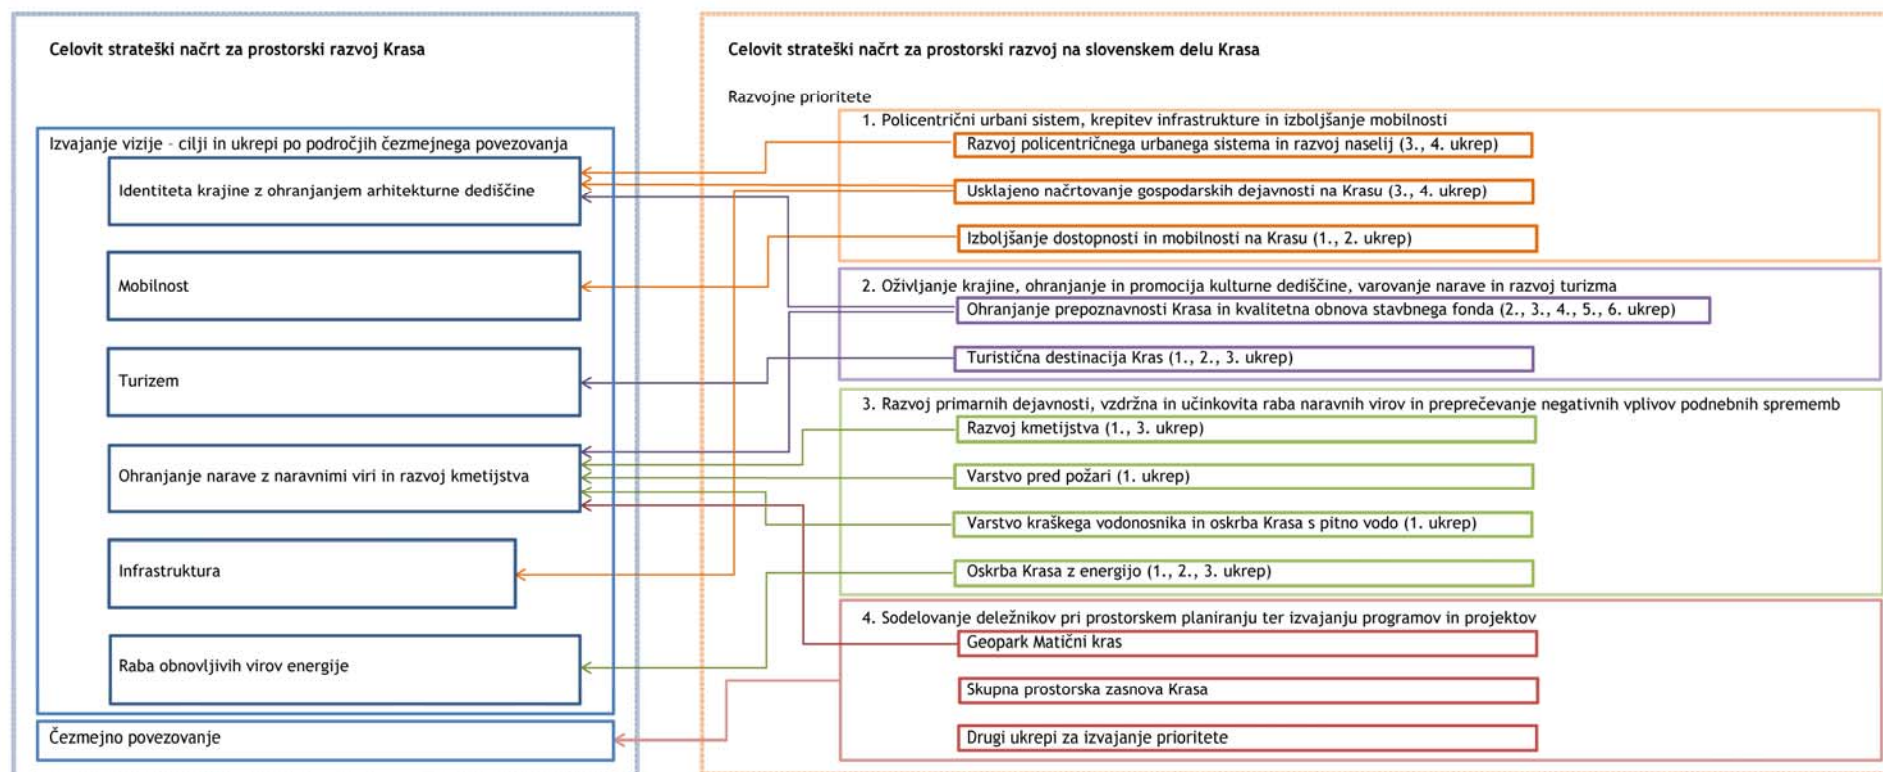 Celovit strateški načrt za prostorski razvoj Krasa
Izvajanje vizije - cilji in ukrepi po področjih čezmejnega povezovanja
Identiteta krajine z ohranjanjem arhitekturne dediščine
Mobilnost
Turizem
Ohranjanje narave z naravnimi viri in razvoj kmetijstva
Infrastruktura
Raba obnovljivih virov energije
Čezmejno povezovanje
Celovit strateški načrt za prostorski razvoj na slovenskem delu Krasa
Razvojne prioritete
1. Policentrični urbani sistem, krepitev infrastrukture in izboljšanje mobilnosti
Razvoj policentričnega urbanega sistema in razvoj naselij (3., 4. ukrep)
Usklajeno načrtovanje gospodarskih dejavnosti na Krasu (3., 4. ukrep)
Izboljšanje dostopnosti in mobilnosti na Krasu (1., 2. ukrep)
2. Oživljanje krajine, ohranjanje in promocija kulturne dediščine, varovanje narave in razvoj turizma
Ohranjanje prepoznavnosti Krasa in kvalitetna obnova stavbnega fonda (2., 3., 4., 5., 6. ukrep)
Turistična destinacija Kras (1., 2., 3. ukrep)
3. Razvoj primarnih dejavnosti, vzdržna in učinkovita raba naravnih virov in preprečevanje negativnih vplivov podnebnih sprememb
Razvoj kmetijstva (1., 3. ukrep)
Varstvo pred požari (1. ukrep)
Varstvo kraškega vodonosnika in oskrba Krasa s pitno vodo (1. ukrep)
Oskrba Krasa z energijo (1., 2., 3. ukrep)
4. Sodelovanje deležnikov pri prostorskem planiranju ter izvajanju programov in projektov
Geopark Matični kras
Skupna prostorska zasnova Krasa
Drugi ukrepi za izvajanje prioritete